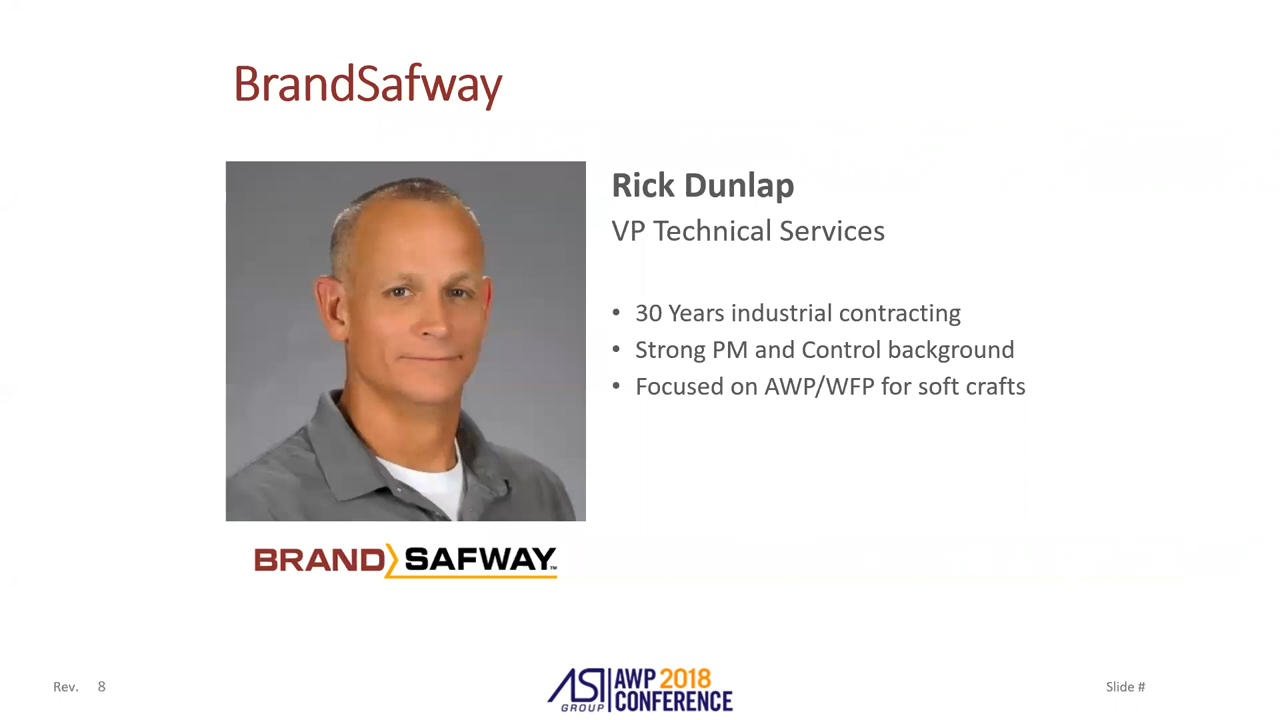 BrandSafway
Rick Dunlap
VP Technical Services
• 30 Years industrial contracting
• Strong PM and Control background
• Focused on AWP/WFP for soft crafts
BRAND SAFWAY™
Rev. 8
ASI GROUP
AWP 2018
CONFERENCE
Slide #